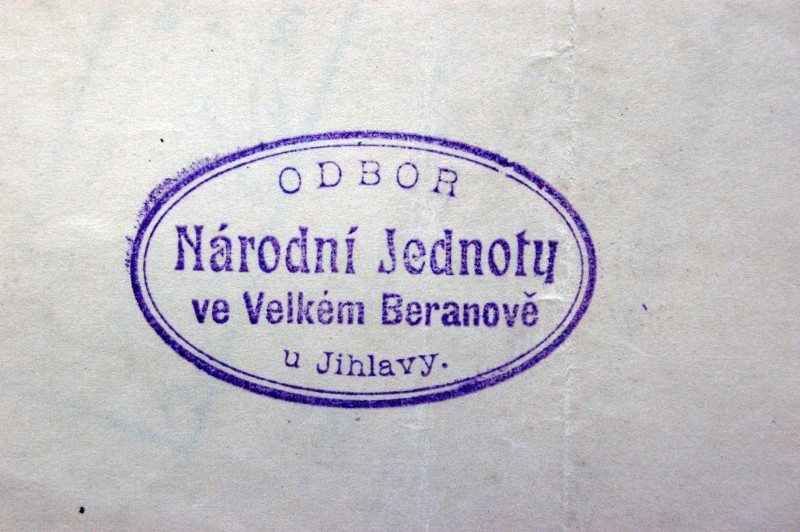 ODBOR
Národní Jednoty
ve Velkém Beranově
u Jihlavy.